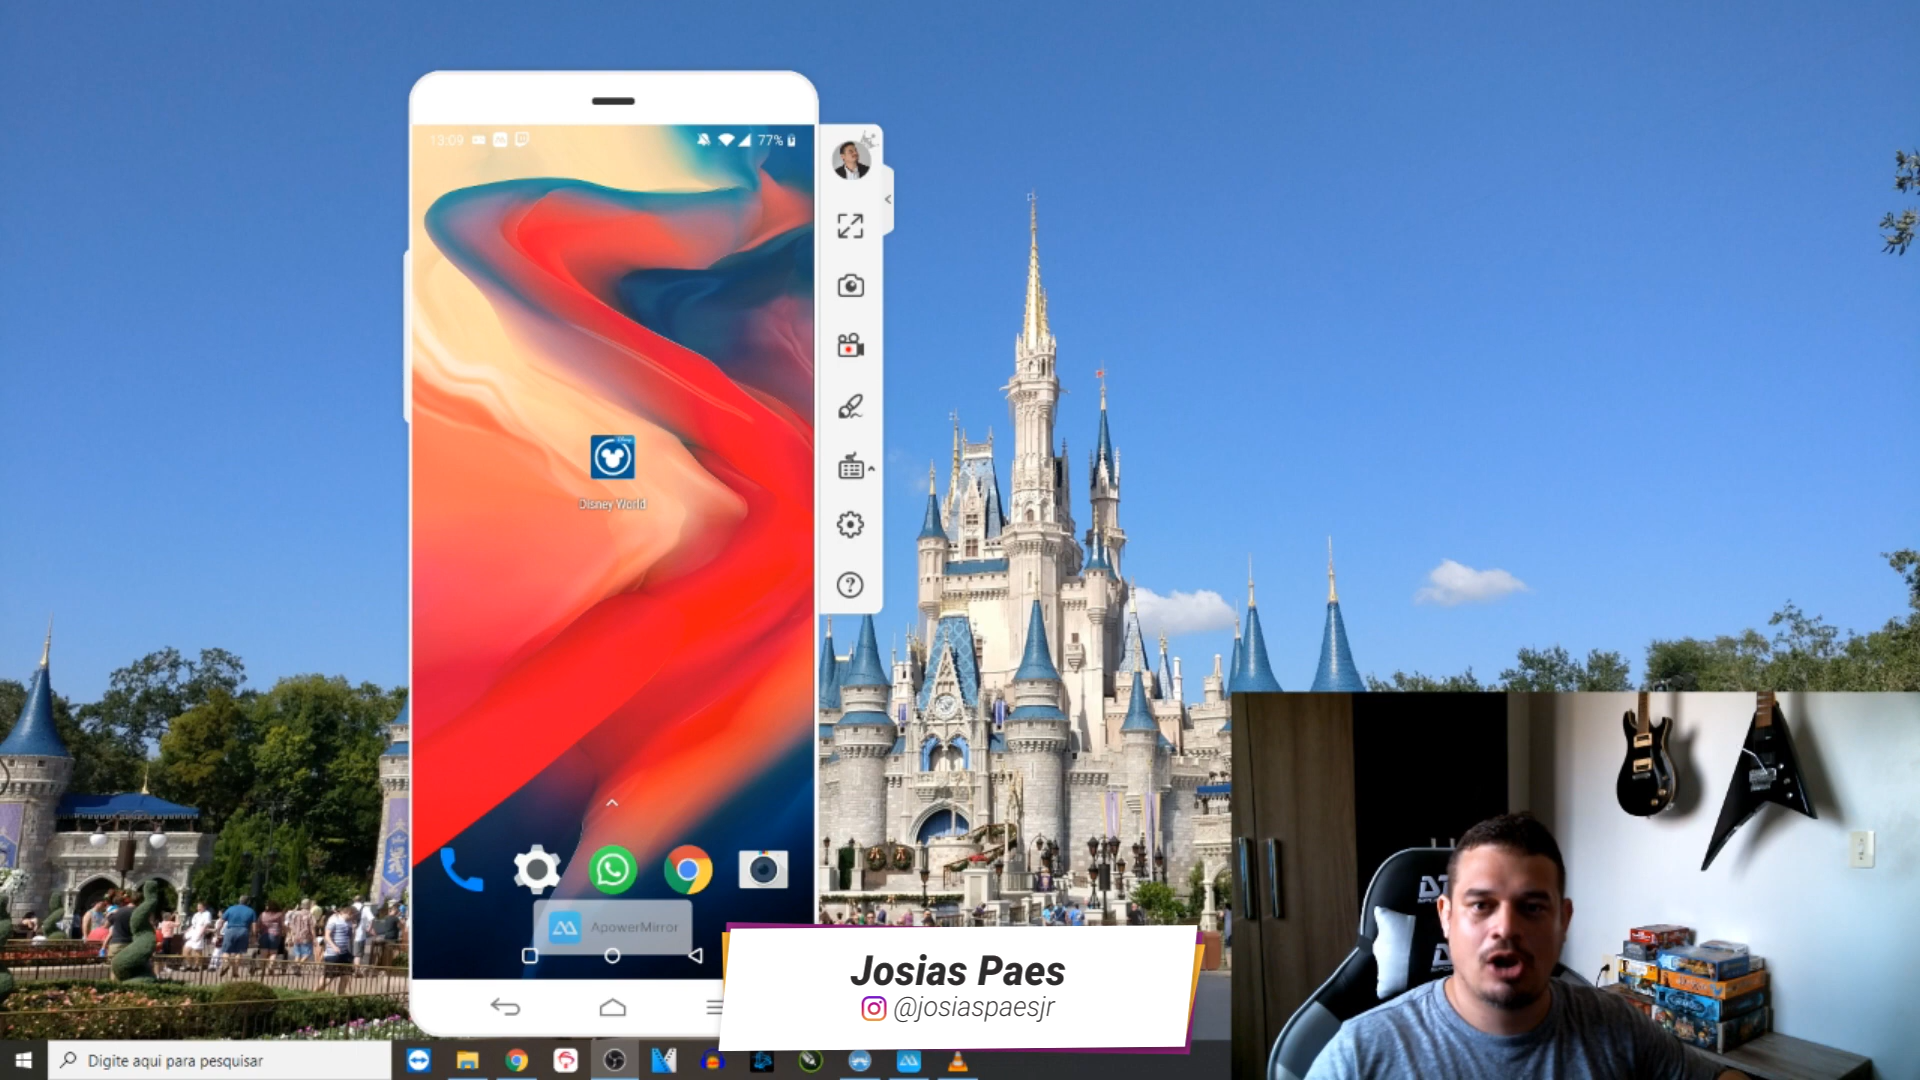 13:09
77%
Disney World
ApowerMirror
Josias Paes
@josiaspaesjr
Digite aqui para pesquisar